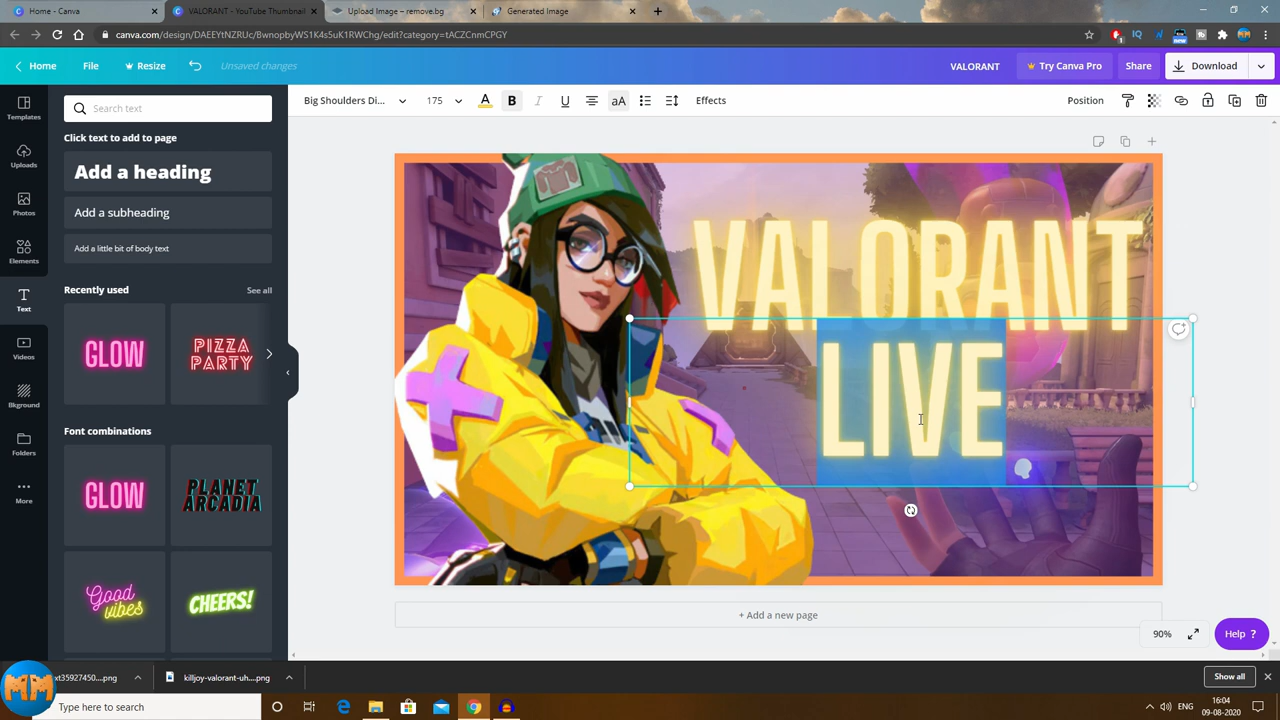 Home - Canva
VALORANT - YouTube Thumbnail
Upload Image – remove.bg
Generated Image
canva.com/design/DAEEYtNZRUc/BwnopbyWS1K4s5uK1RWChg/edit?category=tACZCnmCPGY
Home
File
Resize
Unsaved changes
VALORANT
Try Canva Pro
Share
Download
Templates
Uploads
Photos
Elements
Text
Videos
Bkground
Folders
More
Search text
Click text to add to page
Add a heading
Add a subheading
Add a little bit of body text
Recently used
See all
GLOW
PIZZA
PARTY
Font combinations
GLOW
PLANET
ARCADIA
Good
vibes
CHEERS!
Big Shoulders Di...
175
B
I
U
aA
Effects
Position
VALORANT
LIVE
+ Add a new page
90%
Help ?
xt35927450....png
killjoy-valorant-uh....png
Show all
MM
Type here to search
ENG
16:04
09-08-2020